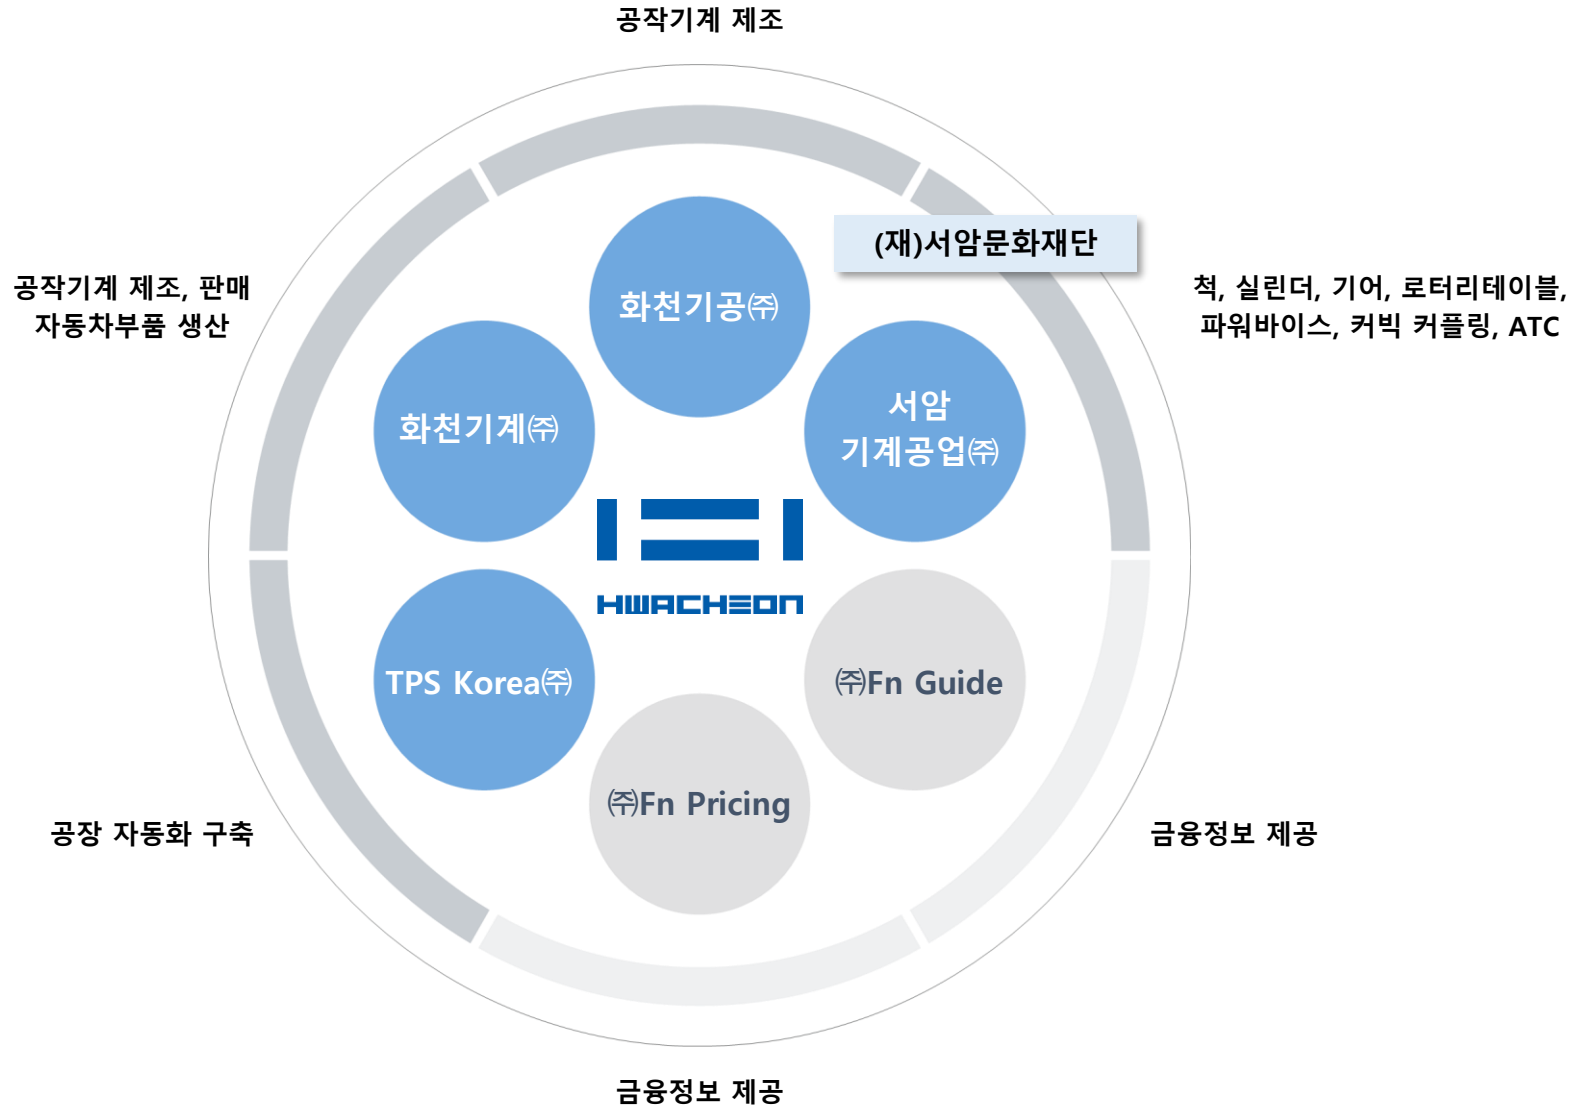 공작기계 제조
(재)서암문화재단
공작기계 제조, 판매
자동차부품 생산
척, 실린더, 기어, 로터리테이블,
파워바이스, 커빅 커플링, ATC
화천기공㈜
화천기계㈜
서암
기계공업㈜
HWACHEON
TPS Korea㈜
㈜Fn Guide
㈜Fn Pricing
공장 자동화 구축
금융정보 제공
금융정보 제공